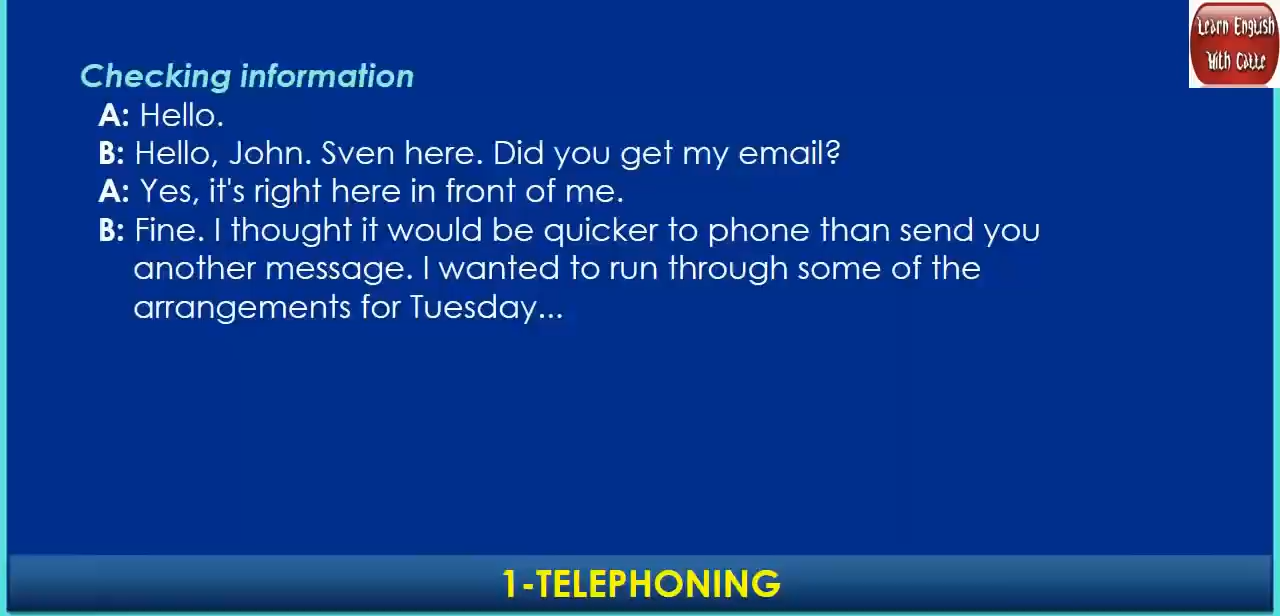 Learn English
With Catte
Checking information
A: Hello.
B: Hello, John. Sven here. Did you get my email?
A: Yes, it's right here in front of me.
B: Fine. I thought it would be quicker to phone than send you
another message. I wanted to run through some of the
arrangements for Tuesday...
1-TELEPHONING